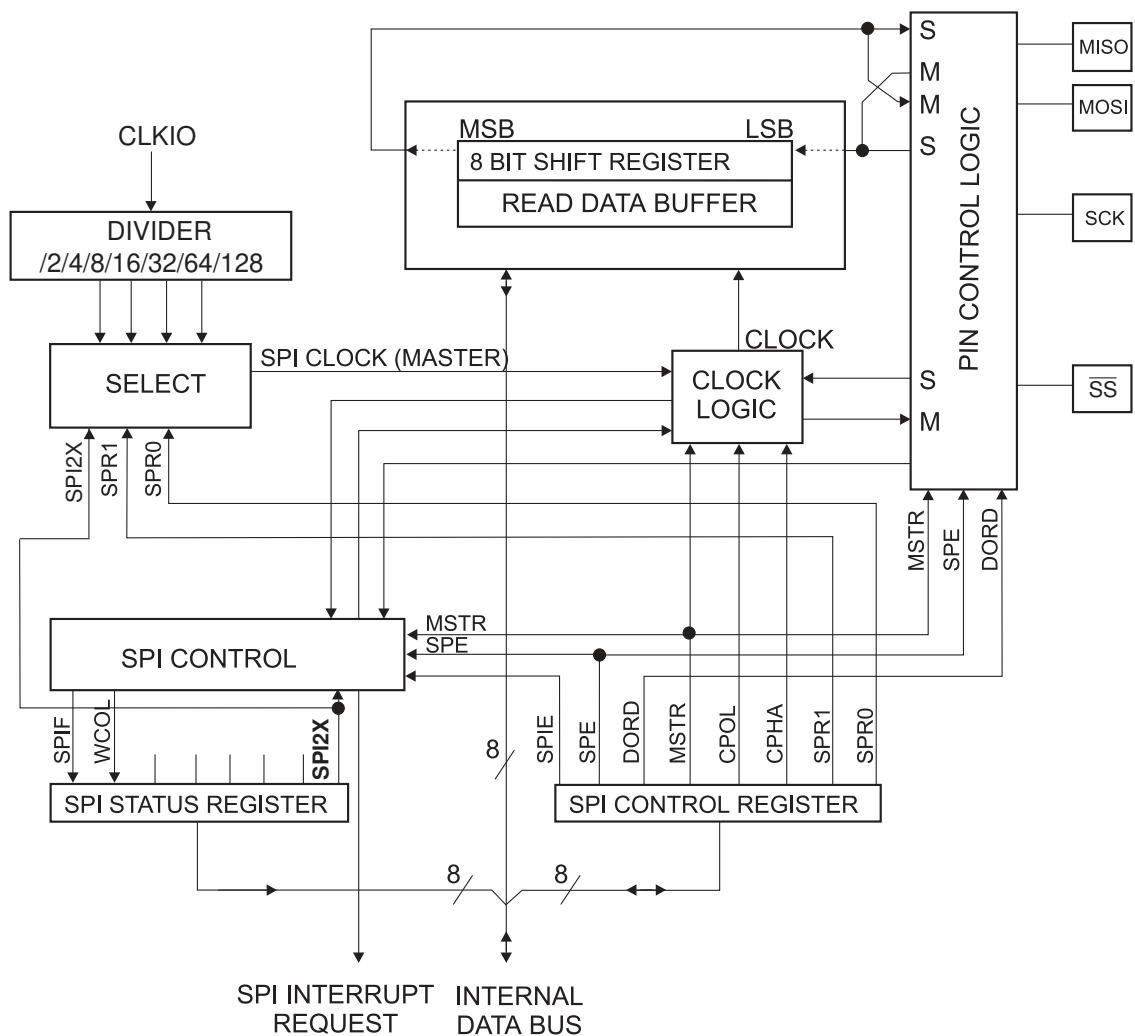 S
MISO
M
M
MOSI
MSB
LSB
S
CLKIO
8 BIT SHIFT REGISTER
READ DATA BUFFER
PIN CONTROL LOGIC
DIVIDER
/2/4/8/16/32/64/128
SCK
SPI CLOCK (MASTER)
CLOCK
SELECT
CLOCK
LOGIC
S
M
SS
SPI2X
SPR1
SPR0
MSTR
SPE
DORD
SPI CONTROL
MSTR
SPE
SPIF
WCOL
SPI2X
8
SPIE
SPE
DORD
MSTR
CPOL
CPHA
SPR1
SPR0
SPI STATUS REGISTER
SPI CONTROL REGISTER
8
8
SPI INTERRUPT
REQUEST
INTERNAL
DATA BUS